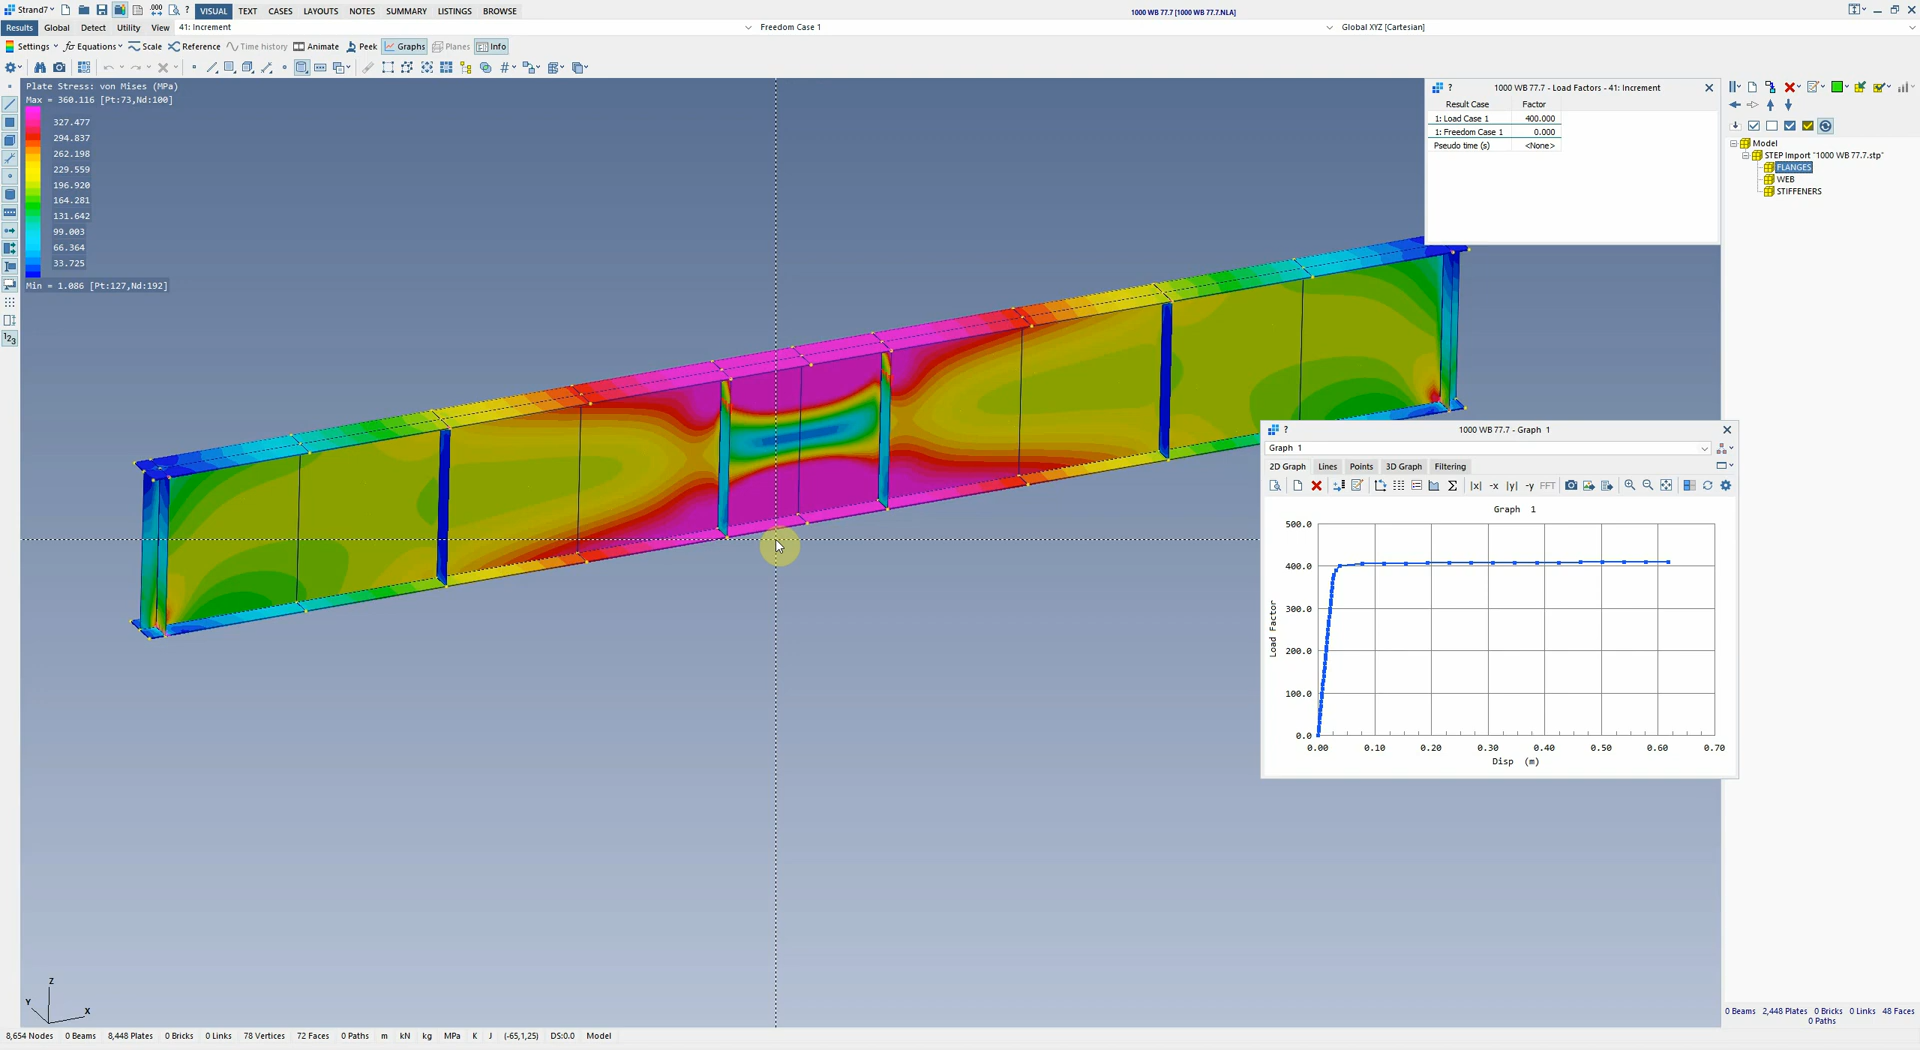 Strand7
.000
?
VISUAL TEXT CASES LAYOUTS NOTES SUMMARY LISTINGS BROWSE
1000 WB 77.7 [1000 WB 77.7.NLA]
Results Global Detect Utility View 41: Increment Freedom Case 1 Global XYZ [Cartesian]
Settings Equations Scale Reference Time history Animate Peek Graphs Planes Info
Plate Stress: von Mises (MPa)
Max = 360.116 [Pt:73,Nd:100]
327.477
294.837
262.198
229.559
196.920
164.281
131.642
99.003
66.364
33.725
Min = 1.086 [Pt:127,Nd:192]
? 1000 WB 77.7 - Load Factors - 41: Increment
Result Case Factor
1: Load Case 1 400.000
1: Freedom Case 1 0.000
Pseudo time (s) <None>
Model
STEP Import "1000 WB 77.7.stp"
FLANGES
WEB
STIFFENERS
? 1000 WB 77.7 - Graph 1
Graph 1
2D Graph Lines Points 3D Graph Filtering
|x| -x |y| -y FFT
Graph 1
500.0
400.0
300.0
200.0
100.0
0.0
Load Factor
0.00 0.10 0.20 0.30 0.40 0.50 0.60 0.70
Disp (m)
Z
Y
X
0 Beams 2,448 Plates 0 Bricks 0 Links 48 Faces
0 Paths
8,654 Nodes 0 Beams 8,448 Plates 0 Bricks 0 Links 78 Vertices 72 Faces 0 Paths m kN kg MPa K J (-65,1,25) DS:0.0 Model